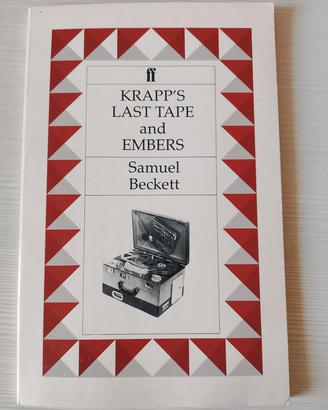 ff
KRAPP'S
LAST TAPE
and
EMBERS
Samuel
Beckett